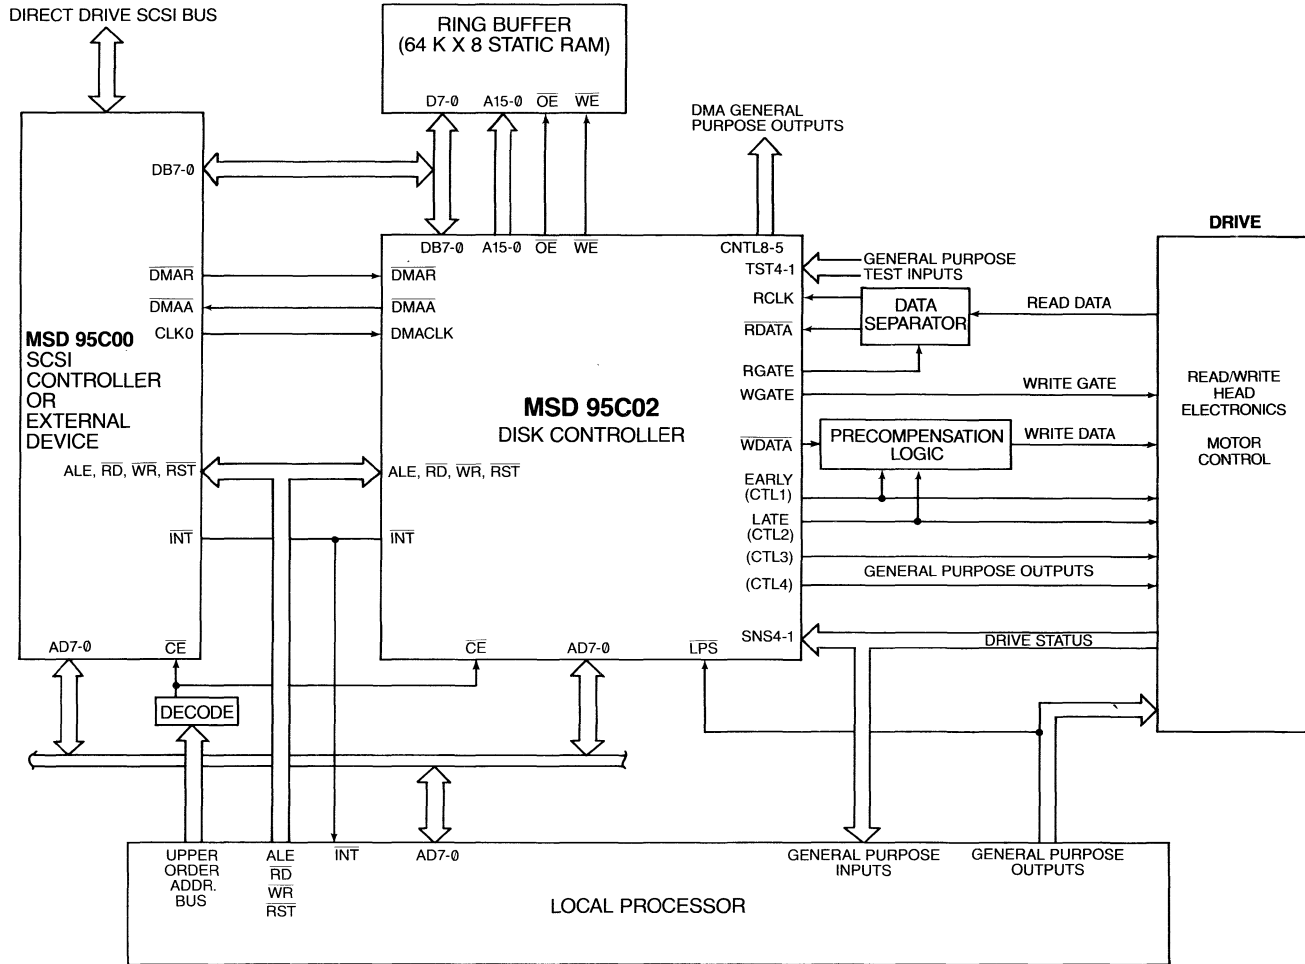 DIRECT DRIVE SCSI BUS
RING BUFFER
(64 K X 8 STATIC RAM)
D7-0 A15-0 OE WE
DMA GENERAL
PURPOSE OUTPUTS
DB7-0
DRIVE
DB7-0 A15-0 OE WE
CNTL8-5
TST4-1
GENERAL PURPOSE
TEST INPUTS
DMAR
DMAR
RCLK
DATA
SEPARATOR
READ DATA
DMAA
DMAA
RDATA
CLK0
DMACLK
MSD 95C00
SCSI
CONTROLLER
OR
EXTERNAL
DEVICE
RGATE
WGATE
WRITE GATE
READ/WRITE
HEAD
ELECTRONICS
MOTOR
CONTROL
MSD 95C02
DISK CONTROLLER
WDATA
PRECOMPENSATION
LOGIC
WRITE DATA
ALE, RD, WR, RST
ALE, RD, WR, RST
EARLY
(CTL1)
LATE
(CTL2)
INT
INT
(CTL3)
GENERAL PURPOSE OUTPUTS
(CTL4)
SNS4-1
DRIVE STATUS
AD7-0 CE
CE AD7-0 LPS
DECODE
UPPER
ORDER
ADDR.
BUS
ALE
RD
WR
RST
INT
AD7-0
GENERAL PURPOSE
INPUTS
GENERAL PURPOSE
OUTPUTS
LOCAL PROCESSOR